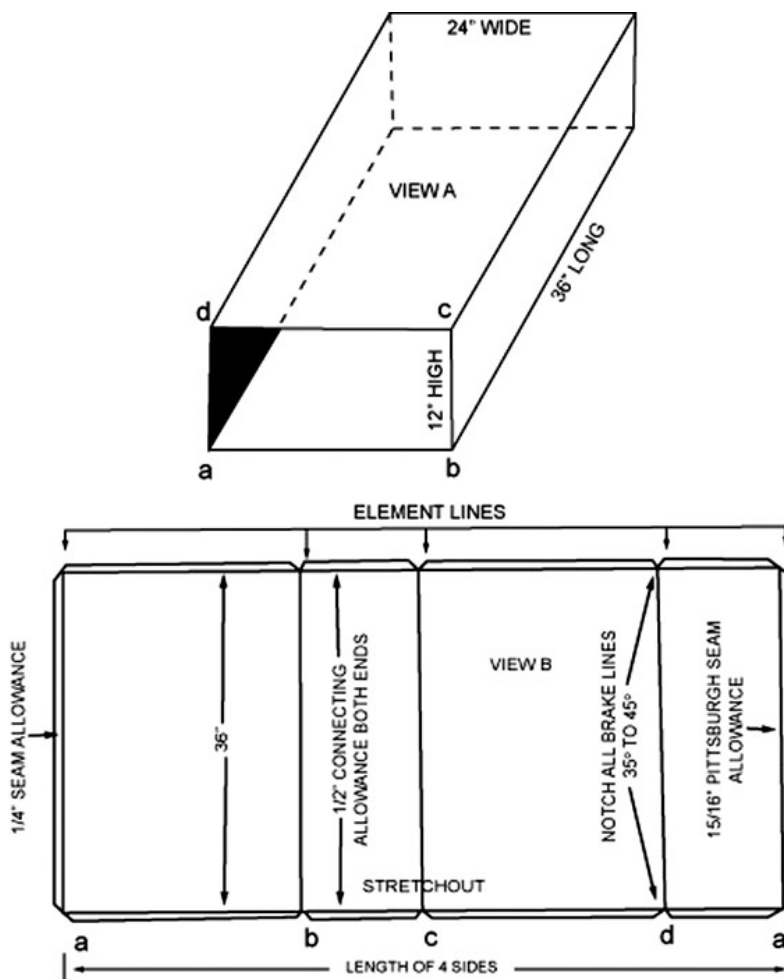 24" WIDE
VIEW A
36" LONG
d
c
12" HIGH
a
b
ELEMENT LINES
1/4" SEAM ALLOWANCE
36"
1/2" CONNECTING
ALLOWANCE BOTH ENDS
VIEW B
NOTCH ALL BRAKE LINES
35° TO 45°
15/16" PITTSBURGH SEAM
ALLOWANCE
STRETCHOUT
a
b
c
d
a
LENGTH OF 4 SIDES